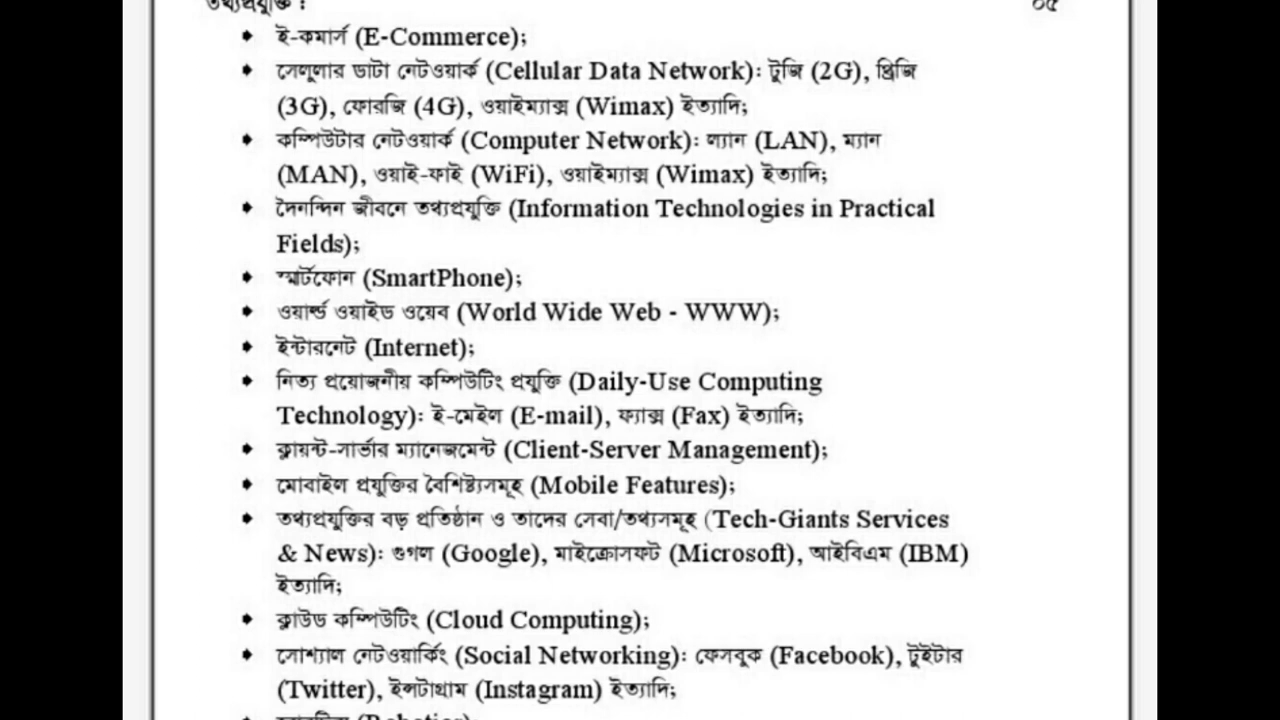 তথ্যপ্রযুক্তি : ০৫
ই-কমার্স (E-Commerce);
সেলুলার ডাটা নেটওয়ার্ক (Cellular Data Network): টুজি (2G), থ্রিজি
(3G), ফোরজি (4G), ওয়াইম্যাক্স (Wimax) ইত্যাদি;
কম্পিউটার নেটওয়ার্ক (Computer Network): ল্যান (LAN), ম্যান
(MAN), ওয়াই-ফাই (WiFi), ওয়াইম্যাক্স (Wimax) ইত্যাদি;
দৈনন্দিন জীবনে তথ্যপ্রযুক্তি (Information Technologies in Practical
Fields);
স্মার্টফোন (SmartPhone);
ওয়ার্ল্ড ওয়াইড ওয়েব (World Wide Web - WWW);
ইন্টারনেট (Internet);
নিত্য প্রয়োজনীয় কম্পিউটিং প্রযুক্তি (Daily-Use Computing
Technology): ই-মেইল (E-mail), ফ্যাক্স (Fax) ইত্যাদি;
ক্লায়ন্ট-সার্ভার ম্যানেজমেন্ট (Client-Server Management);
মোবাইল প্রযুক্তির বৈশিষ্ট্যসমূহ (Mobile Features);
তথ্যপ্রযুক্তির বড় প্রতিষ্ঠান ও তাদের সেবা/তথ্যসমূহ (Tech-Giants Services
& News): গুগল (Google), মাইক্রোসফট (Microsoft), আইবিএম (IBM)
ইত্যাদি;
ক্লাউড কম্পিউটিং (Cloud Computing);
সোশ্যাল নেটওয়ার্কিং (Social Networking): ফেসবুক (Facebook), টুইটার
(Twitter), ইন্সটাগ্রাম (Instagram) ইত্যাদি;
(Robotics);